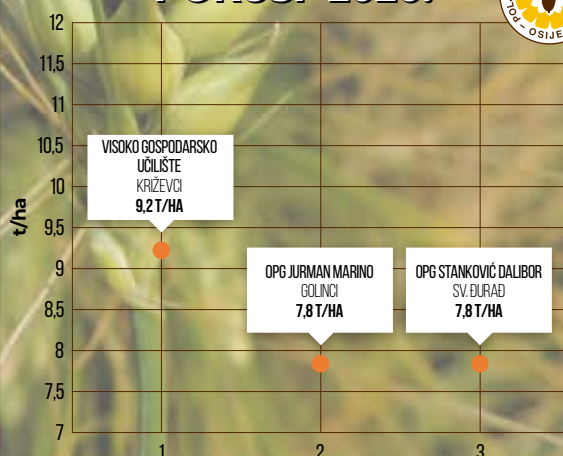 12
11,5
11
10,5
10
9,5
9
8,5
8
7,5
7
t/ha
VISOKO GOSPODARSKO
UČILIŠTE
KRIŽEVCI
9,2 T/HA
OPG JURMAN MARINO
GOLINCI
7,8 T/HA
OPG STANKOVIĆ DALIBOR
SV. ĐURAĐ
7,8 T/HA
1
2
3